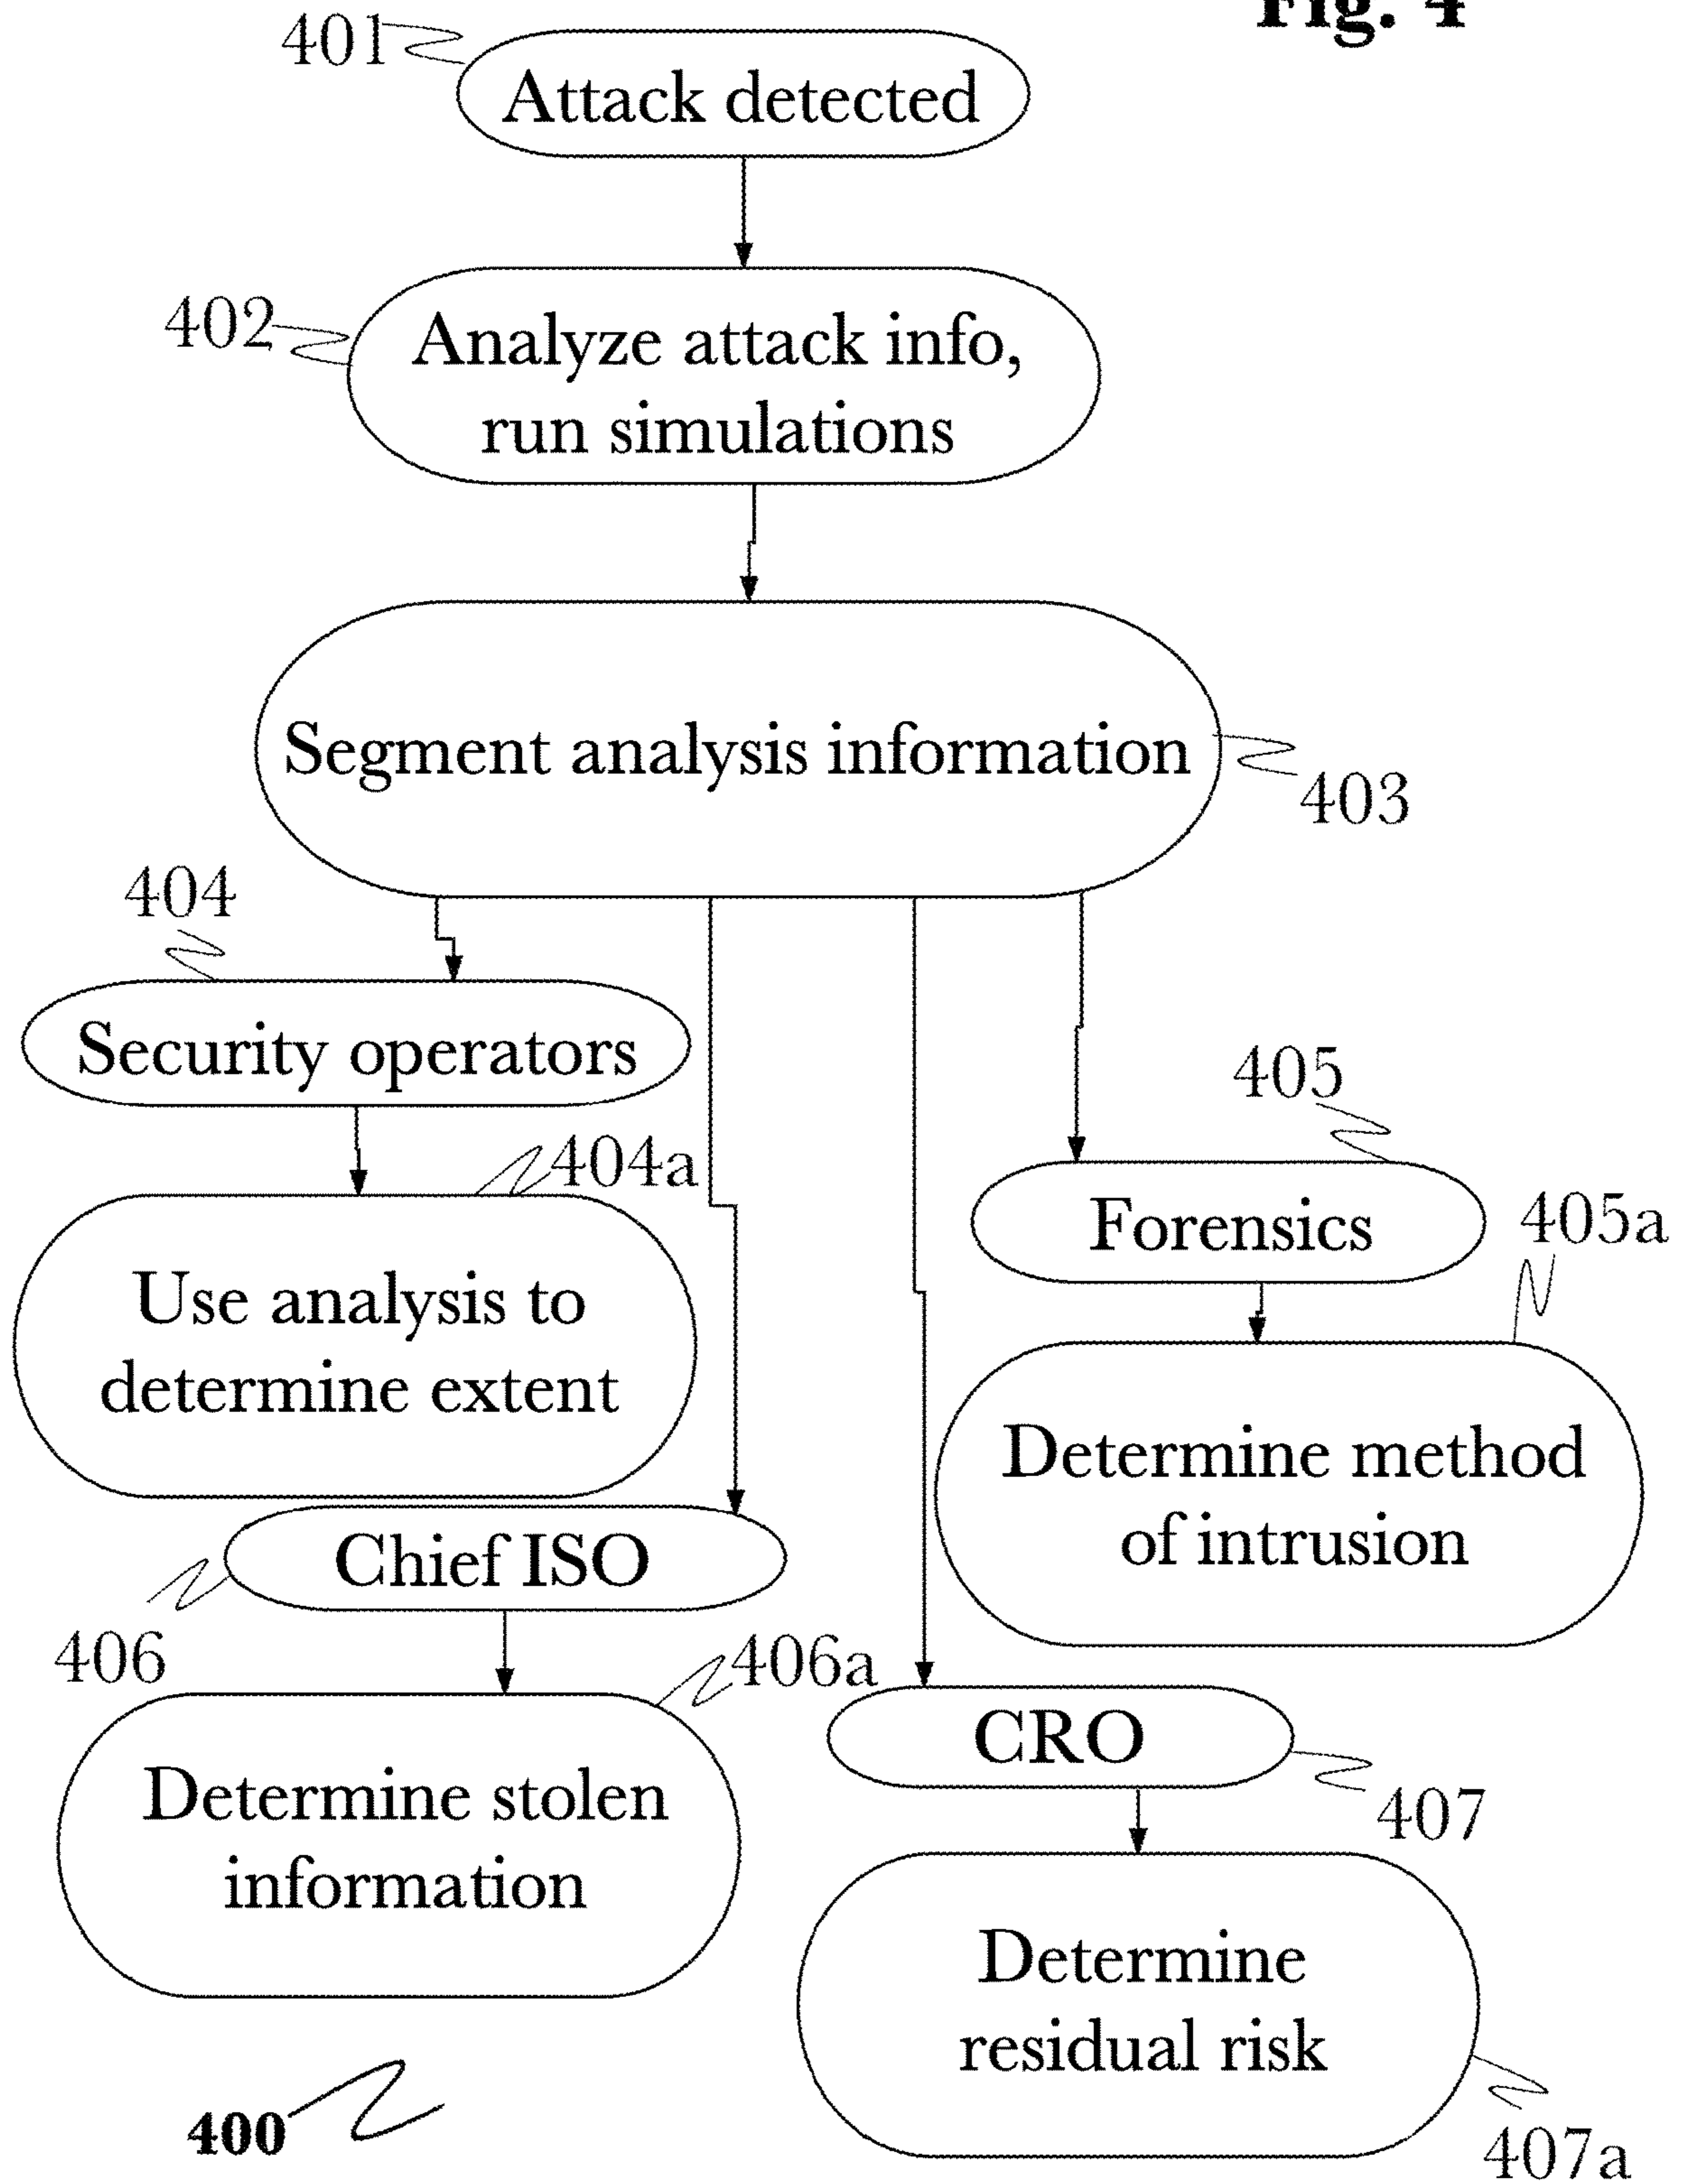 Fig. 4
401
Attack detected
402
Analyze attack info,
run simulations
Segment analysis information
403
404
Security operators
404a
Use analysis to
determine extent
405
Forensics
405a
Determine method
of intrusion
Chief ISO
406
406a
Determine stolen
information
CRO
407
Determine
residual risk
407a
400